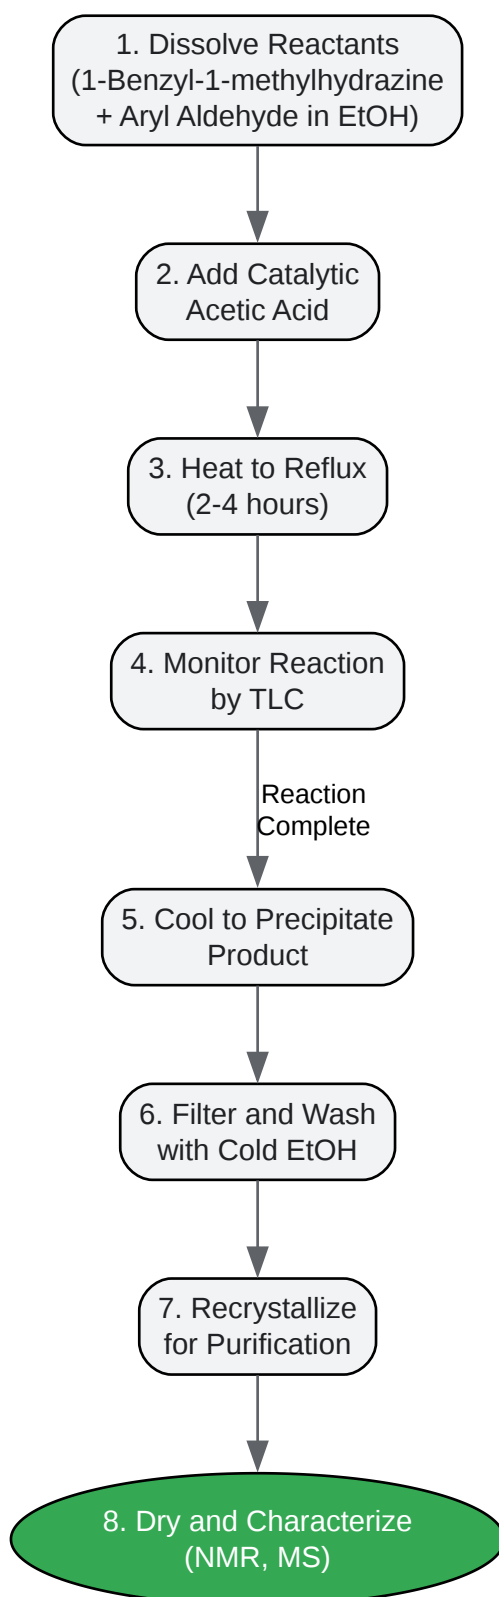 1. Dissolve Reactants
(1-Benzyl-1-methylhydrazine
+ Aryl Aldehyde in EtOH)
2. Add Catalytic
Acetic Acid
3. Heat to Reflux
(2-4 hours)
4. Monitor Reaction
by TLC
Reaction
Complete
5. Cool to Precipitate
Product
6. Filter and Wash
with Cold EtOH
7. Recrystallize
for Purification
8. Dry and Characterize
(NMR, MS)